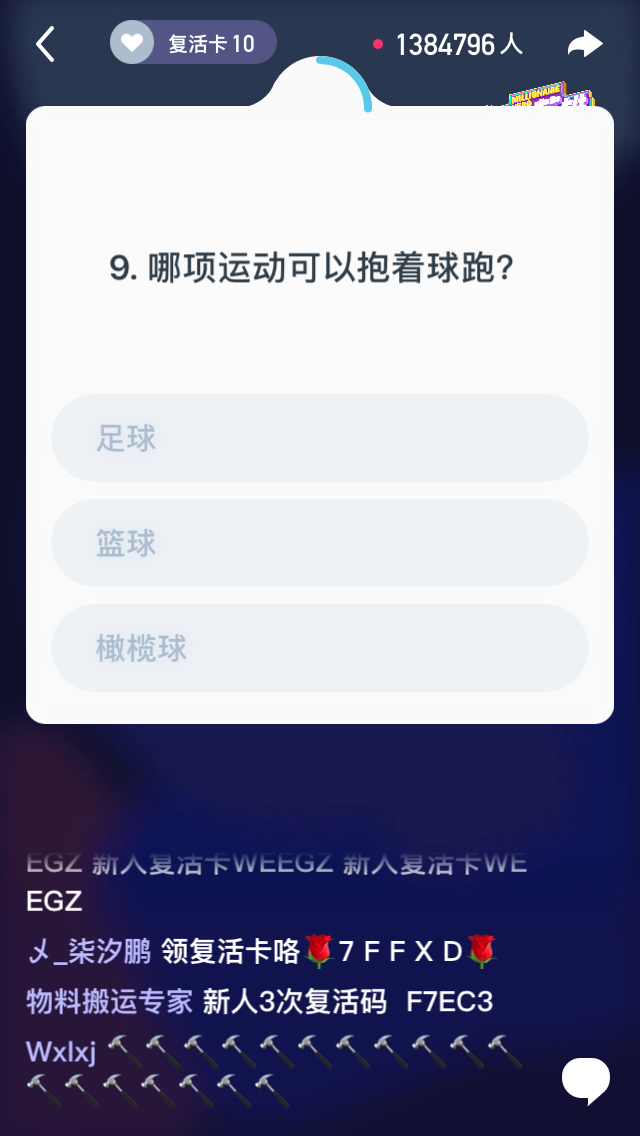 复活卡 10
1384796 人
MILLIONAIRE
9. 哪项运动可以抱着球跑?
足球
篮球
橄榄球
EGZ 新人复活卡WEEGZ 新人复活卡WE
EGZ
乄_柒汐鹏 领复活卡咯🌹7 F F X D🌹
物料搬运专家 新人3次复活码 F7EC3
Wxlxj 🔨🔨🔨🔨🔨🔨🔨🔨🔨🔨🔨
🔨🔨🔨🔨🔨🔨🔨